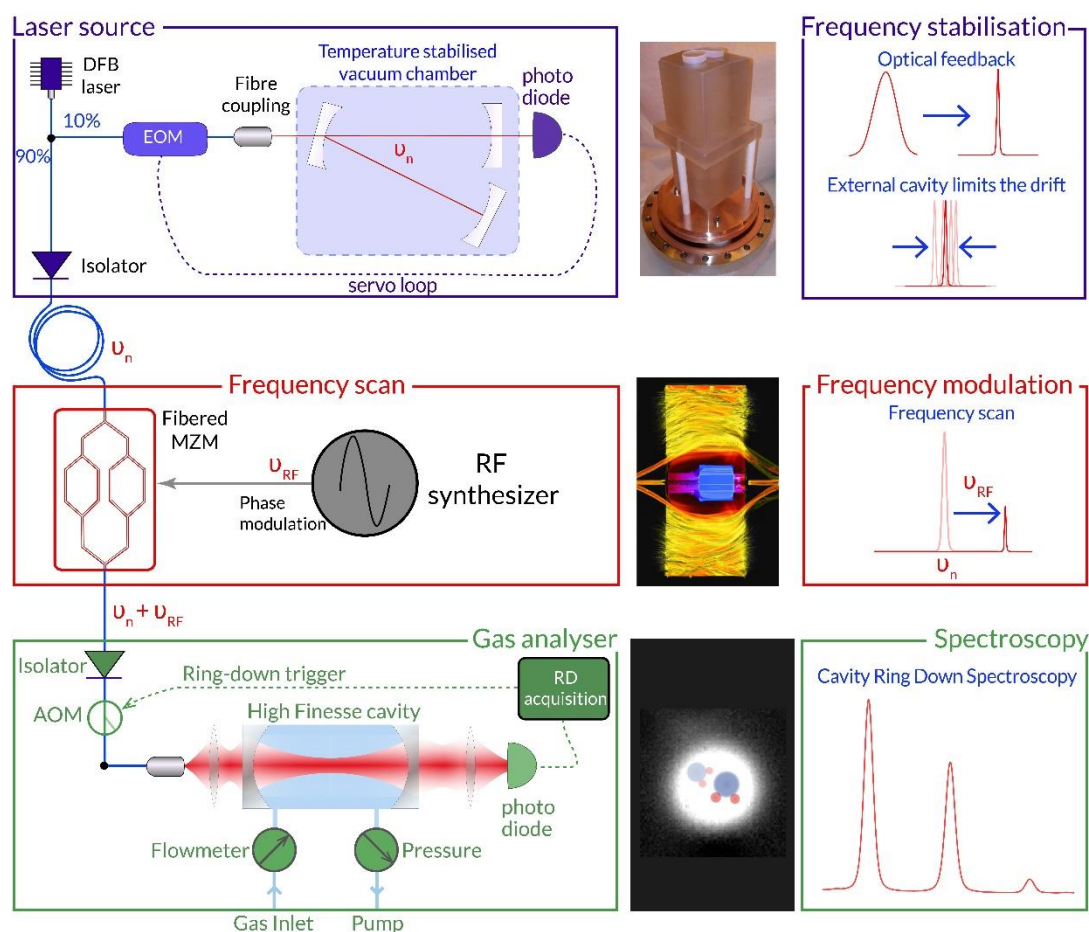 Laser source
DFB
laser
10%
90%
EOM
Fibre
coupling
Temperature stabilised
vacuum chamber
υn
photo
diode
servo loop
Isolator
υn
Frequency stabilisation
Optical feedback
External cavity limits the drift
Frequency scan
Fibered
MZM
υRF
Phase
modulation
RF
synthesizer
Frequency modulation
Frequency scan
υRF
υn
υn + υRF
Gas analyser
Isolator
Ring-down trigger
RD
acquisition
AOM
High Finesse cavity
photo
diode
Flowmeter
Pressure
Gas Inlet
Pump
Spectroscopy
Cavity Ring Down Spectroscopy